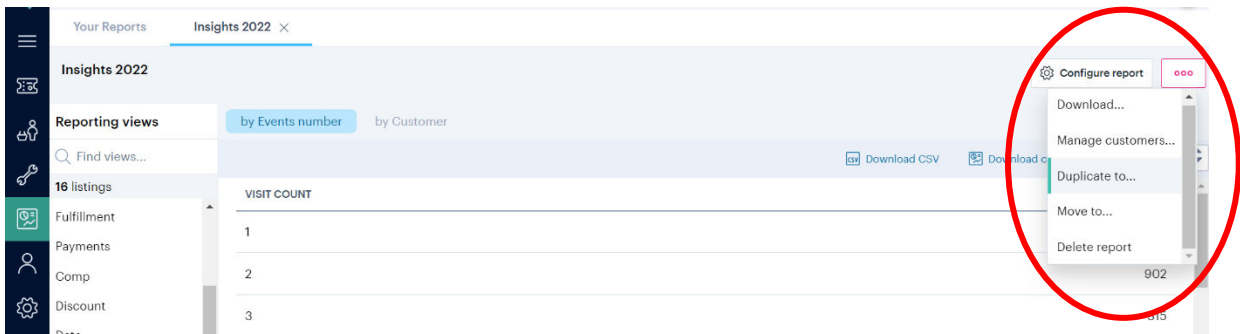 Your Reports
Insights 2022
Insights 2022
Configure report
Download...
Manage customers...
Duplicate to...
Move to...
Delete report
Reporting views
Find views...
16 listings
Fulfillment
Payments
Comp
Discount
by Events number
by Customer
CSV Download CSV
Download
VISIT COUNT
1
2
902
3